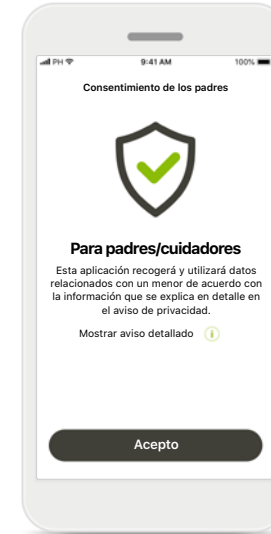 PH 9:41 AM 100%
Consentimiento de los padres
Para padres/cuidadores
Esta aplicación recogerá y utilizará datos
relacionados con un menor de acuerdo con
la información que se explica en detalle en
el aviso de privacidad.
Mostrar aviso detallado i
Acepto